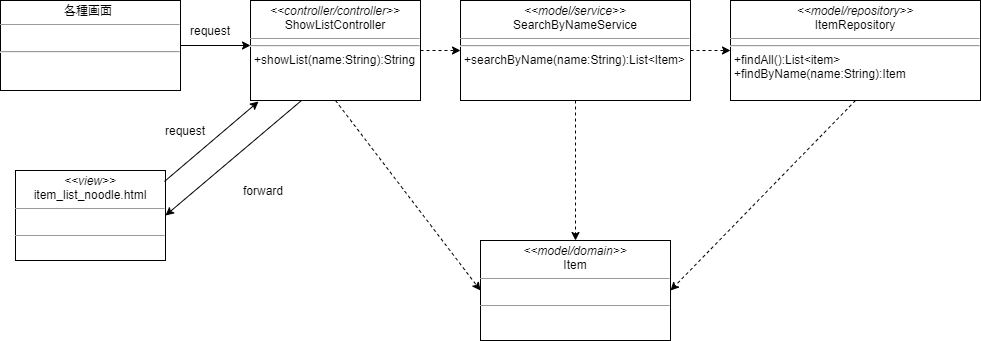 各種画面
request
<<controller/controller>>
ShowListController
+showList(name:String):String
<<model/service>>
SearchByNameService
+searchByName(name:String):List<Item>
<<model/repository>>
ItemRepository
+findAll():List<item>
+findByName(name:String):Item
request
forward
<<view>>
item_list_noodle.html
<<model/domain>>
Item